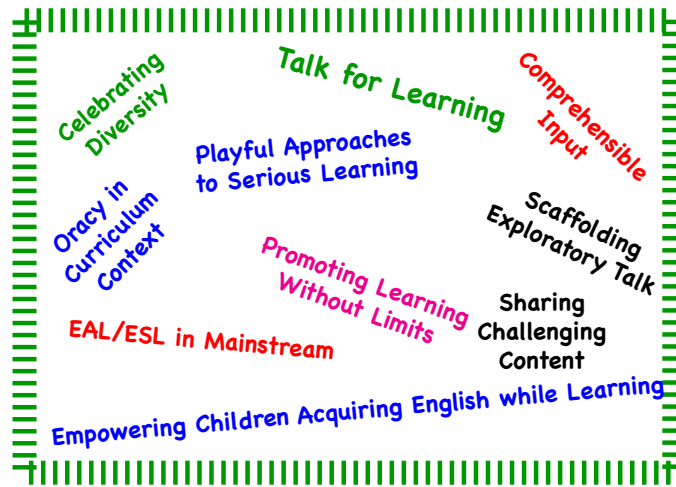 Celebrating
Diversity
Talk for Learning
Comprehensible
Input
Playful Approaches
to Serious Learning
Oracy in
Curriculum
Context
Scaffolding
Exploratory Talk
Promoting Learning
Without Limits
Sharing
Challenging
Content
EAL/ESL in Mainstream
Empowering Children Acquiring English while Learning